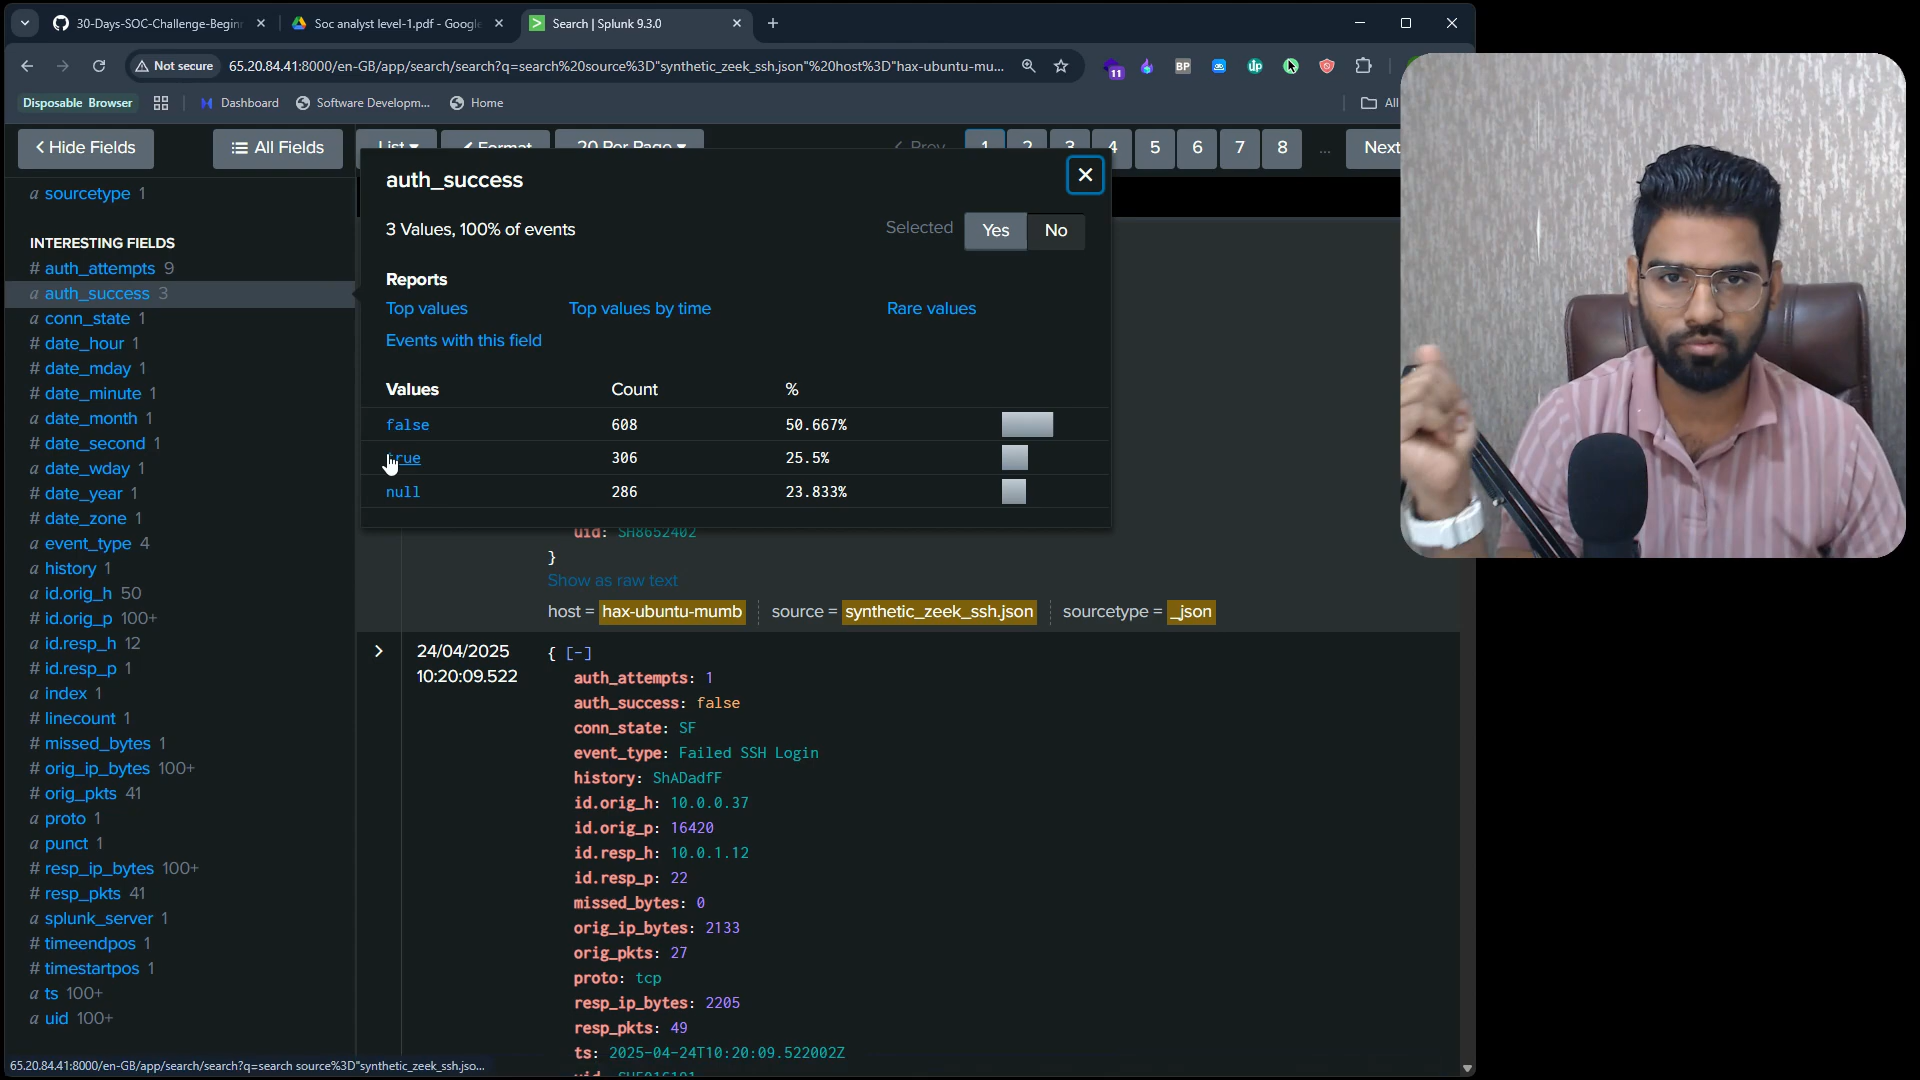 30-Days-SOC-Challenge-Beginn
Soc analyst level-1.pdf - Google
Search | Splunk 9.3.0
Not secure
65.20.84.41:8000/en-GB/app/search/search?q=search%20source%3D"synthetic_zeek_ssh.json"%20host%3D"hax-ubuntu-mu...
11
BP
up
Disposable Browser
Dashboard
Software Developm...
Home
All
Hide Fields
All Fields
List
Format
20 Per Page
Prev
1
2
3
4
5
6
7
8
...
Next
a sourcetype 1
INTERESTING FIELDS
# auth_attempts 9
a auth_success 3
a conn_state 1
# date_hour 1
# date_mday 1
# date_minute 1
a date_month 1
# date_second 1
a date_wday 1
# date_year 1
# date_zone 1
a event_type 4
a history 1
a id.orig_h 50
# id.orig_p 100+
a id.resp_h 12
# id.resp_p 1
a index 1
# linecount 1
# missed_bytes 1
# orig_ip_bytes 100+
# orig_pkts 41
a proto 1
a punct 1
# resp_ip_bytes 100+
# resp_pkts 41
a splunk_server 1
# timeendpos 1
# timestartpos 1
a ts 100+
a uid 100+
auth_success
3 Values, 100% of events
Selected
Yes
No
Reports
Top values
Top values by time
Rare values
Events with this field
Values Count %
false 608 50.667%
true 306 25.5%
null 286 23.833%
uid: SH8652402
}
Show as raw text
host = hax-ubuntu-mumb
source = synthetic_zeek_ssh.json
sourcetype = _json
24/04/2025
10:20:09.522
{ [-]
auth_attempts: 1
auth_success: false
conn_state: SF
event_type: Failed SSH Login
history: ShADadfF
id.orig_h: 10.0.0.37
id.orig_p: 16420
id.resp_h: 10.0.1.12
id.resp_p: 22
missed_bytes: 0
orig_ip_bytes: 2133
orig_pkts: 27
proto: tcp
resp_ip_bytes: 2205
resp_pkts: 49
ts: 2025-04-24T10:20:09.522002Z
65.20.84.41:8000/en-GB/app/search/search?q=search source%3D"synthetic_zeek_ssh.jso...